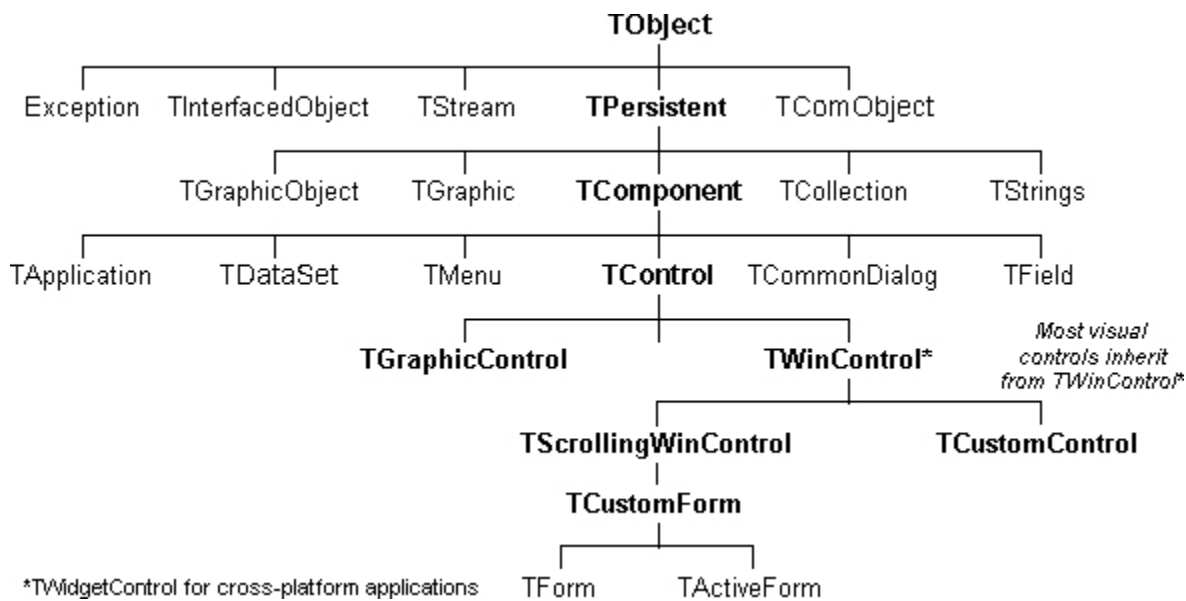 TObject
Exception TInterfacedObject TStream TPersistent TComObject
TGraphicObject TGraphic TComponent TCollection TStrings
TApplication TDataSet TMenu TControl TCommonDialog TField
Most visual
controls inherit
from TWinControl*
TGraphicControl TWinControl*
TScrollingWinControl TCustomControl
TCustomForm
*TWidgetControl for cross-platform applications TForm TActiveForm